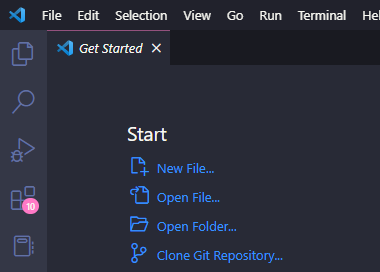 File Edit Selection View Go Run Terminal
Get Started
Start
New File...
Open File...
10
Open Folder...
Clone Git Repository...